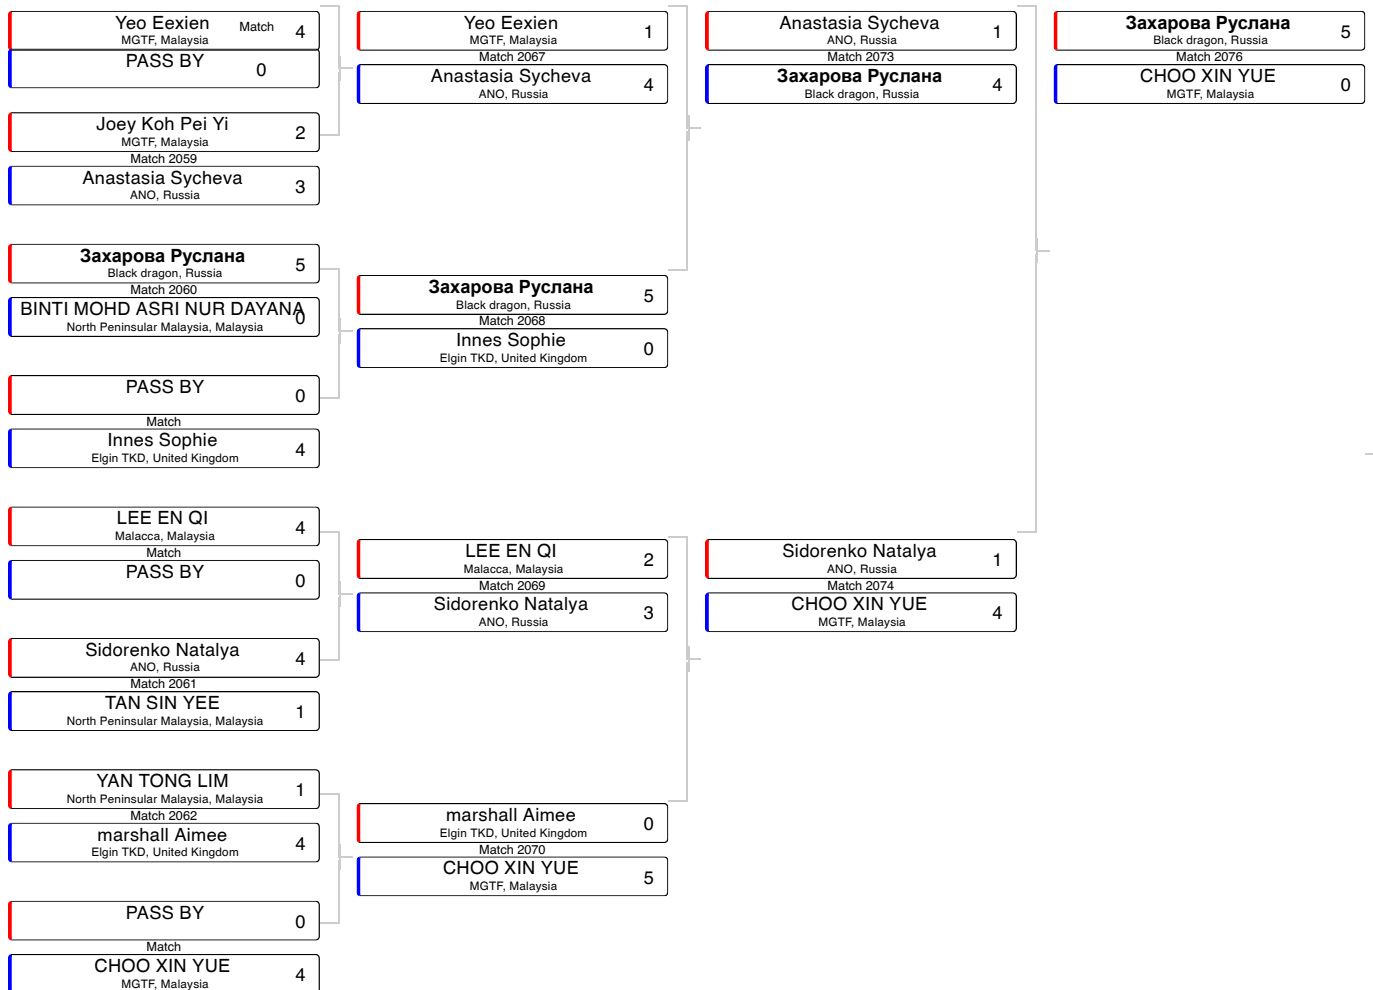 Yeo Eexien
Match
4
MGTF, Malaysia
PASS BY
0
Joey Koh Pei Yi
2
MGTF, Malaysia
Match 2059
Anastasia Sycheva
3
ANO, Russia
Захарова Руслана
5
Black dragon, Russia
Match 2060
BINTI MOHD ASRI NUR DAYANA
0
North Peninsular Malaysia, Malaysia
PASS BY
0
Match
Innes Sophie
4
Elgin TKD, United Kingdom
LEE EN QI
4
Malacca, Malaysia
Match
PASS BY
0
Sidorenko Natalya
4
ANO, Russia
Match 2061
TAN SIN YEE
1
North Peninsular Malaysia, Malaysia
YAN TONG LIM
1
North Peninsular Malaysia, Malaysia
Match 2062
marshall Aimee
4
Elgin TKD, United Kingdom
PASS BY
0
Match
CHOO XIN YUE
4
MGTF, Malaysia
Yeo Eexien
1
MGTF, Malaysia
Match 2067
Anastasia Sycheva
4
ANO, Russia
Захарова Руслана
5
Black dragon, Russia
Match 2068
Innes Sophie
0
Elgin TKD, United Kingdom
LEE EN QI
2
Malacca, Malaysia
Match 2069
Sidorenko Natalya
3
ANO, Russia
marshall Aimee
0
Elgin TKD, United Kingdom
Match 2070
CHOO XIN YUE
5
MGTF, Malaysia
Anastasia Sycheva
1
ANO, Russia
Match 2073
Захарова Руслана
4
Black dragon, Russia
Sidorenko Natalya
1
ANO, Russia
Match 2074
CHOO XIN YUE
4
MGTF, Malaysia
Захарова Руслана
5
Black dragon, Russia
Match 2076
CHOO XIN YUE
0
MGTF, Malaysia